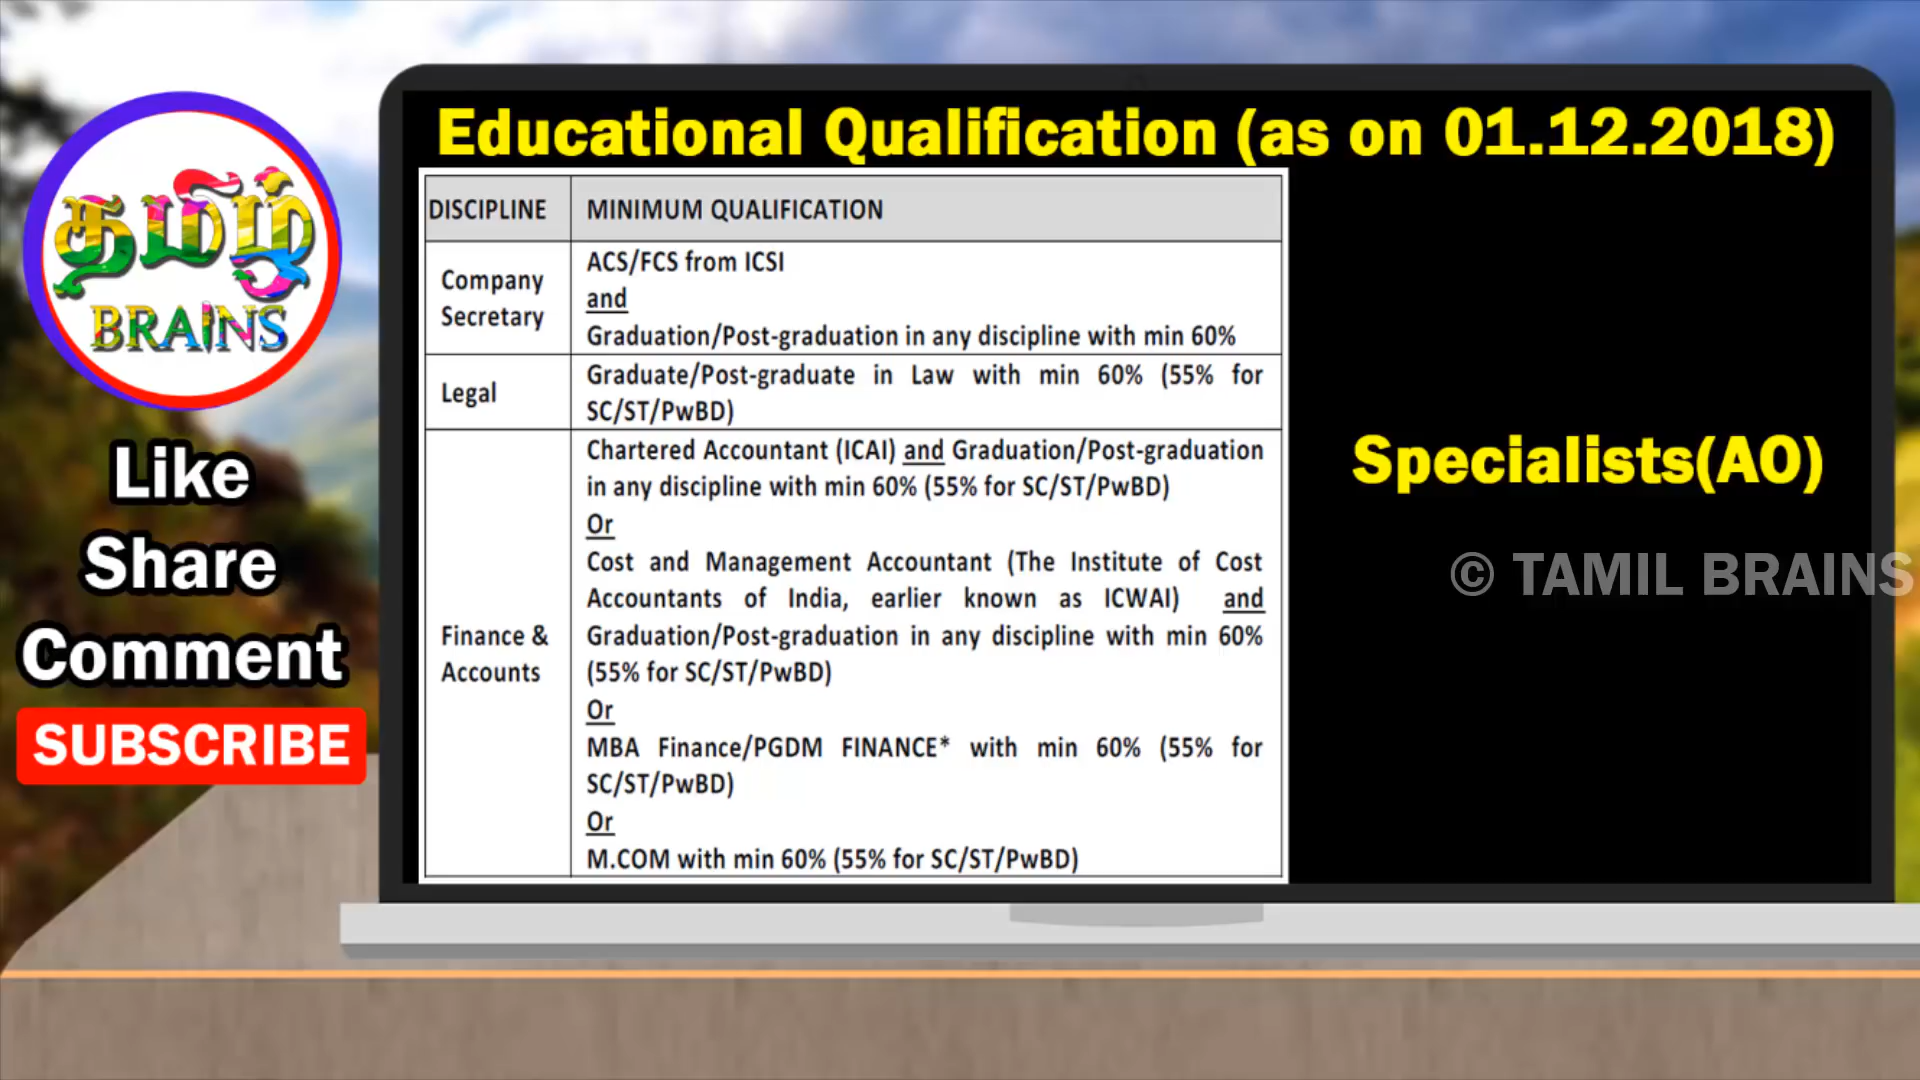 தமிழ்
BRAINS
Like
Share
Comment
SUBSCRIBE
Educational Qualification (as on 01.12.2018)
DISCIPLINE
MINIMUM QUALIFICATION
Company
Secretary
ACS/FCS from ICSI
and
Graduation/Post-graduation in any discipline with min 60%
Legal
Graduate/Post-graduate in Law with min 60% (55% for
SC/ST/PwBD)
Finance &
Accounts
Chartered Accountant (ICAI) and Graduation/Post-graduation
in any discipline with min 60% (55% for SC/ST/PwBD)
Or
Cost and Management Accountant (The Institute of Cost
Accountants of India, earlier known as ICWAI) and
Graduation/Post-graduation in any discipline with min 60%
(55% for SC/ST/PwBD)
Or
MBA Finance/PGDM FINANCE* with min 60% (55% for
SC/ST/PwBD)
Or
M.COM with min 60% (55% for SC/ST/PwBD)
Specialists(AO)
© TAMIL BRAINS